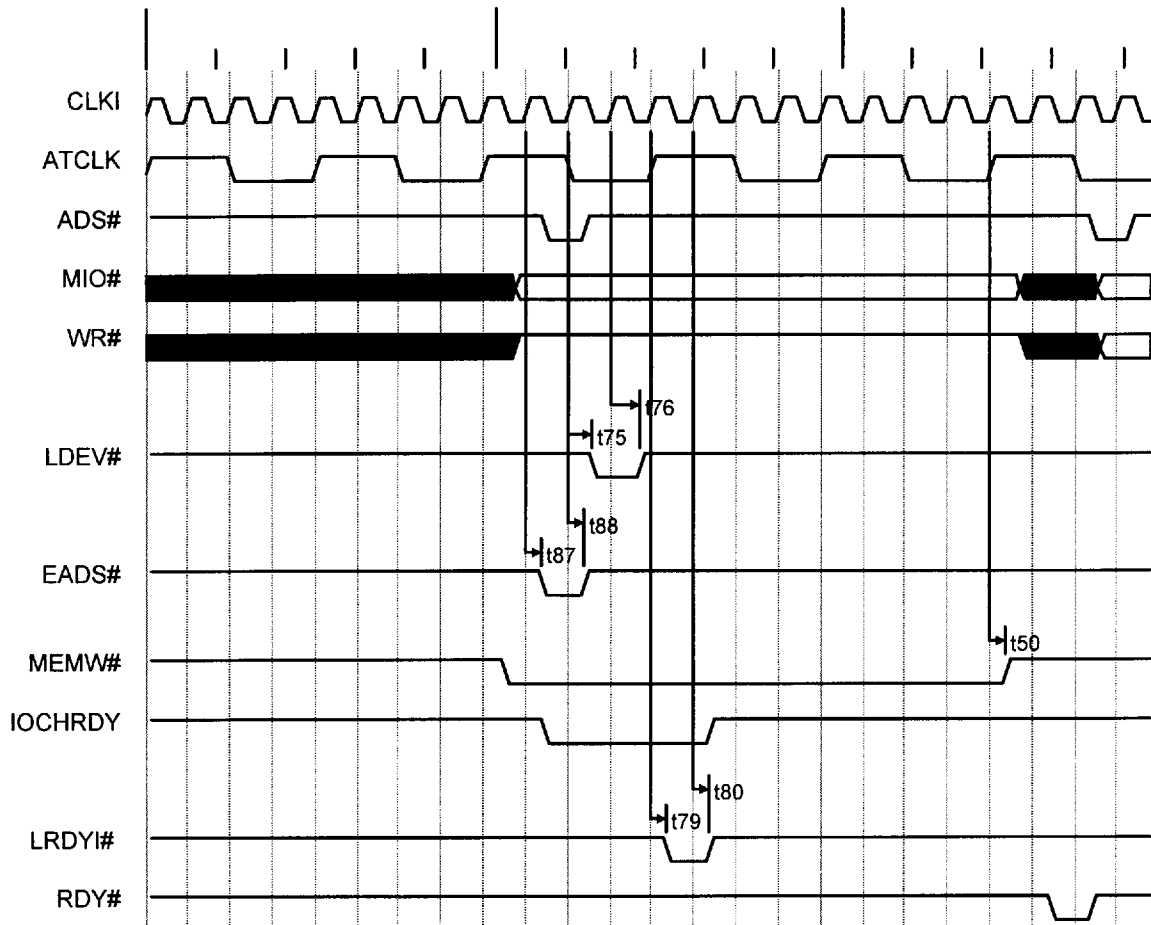 CLKI
ATCLK
ADS#
MIO#
WR#
t76
t75
LDEV#
t88
t87
EADS#
t50
MEMW#
IOCHRDY
t80
t79
LRDYI#
RDY#